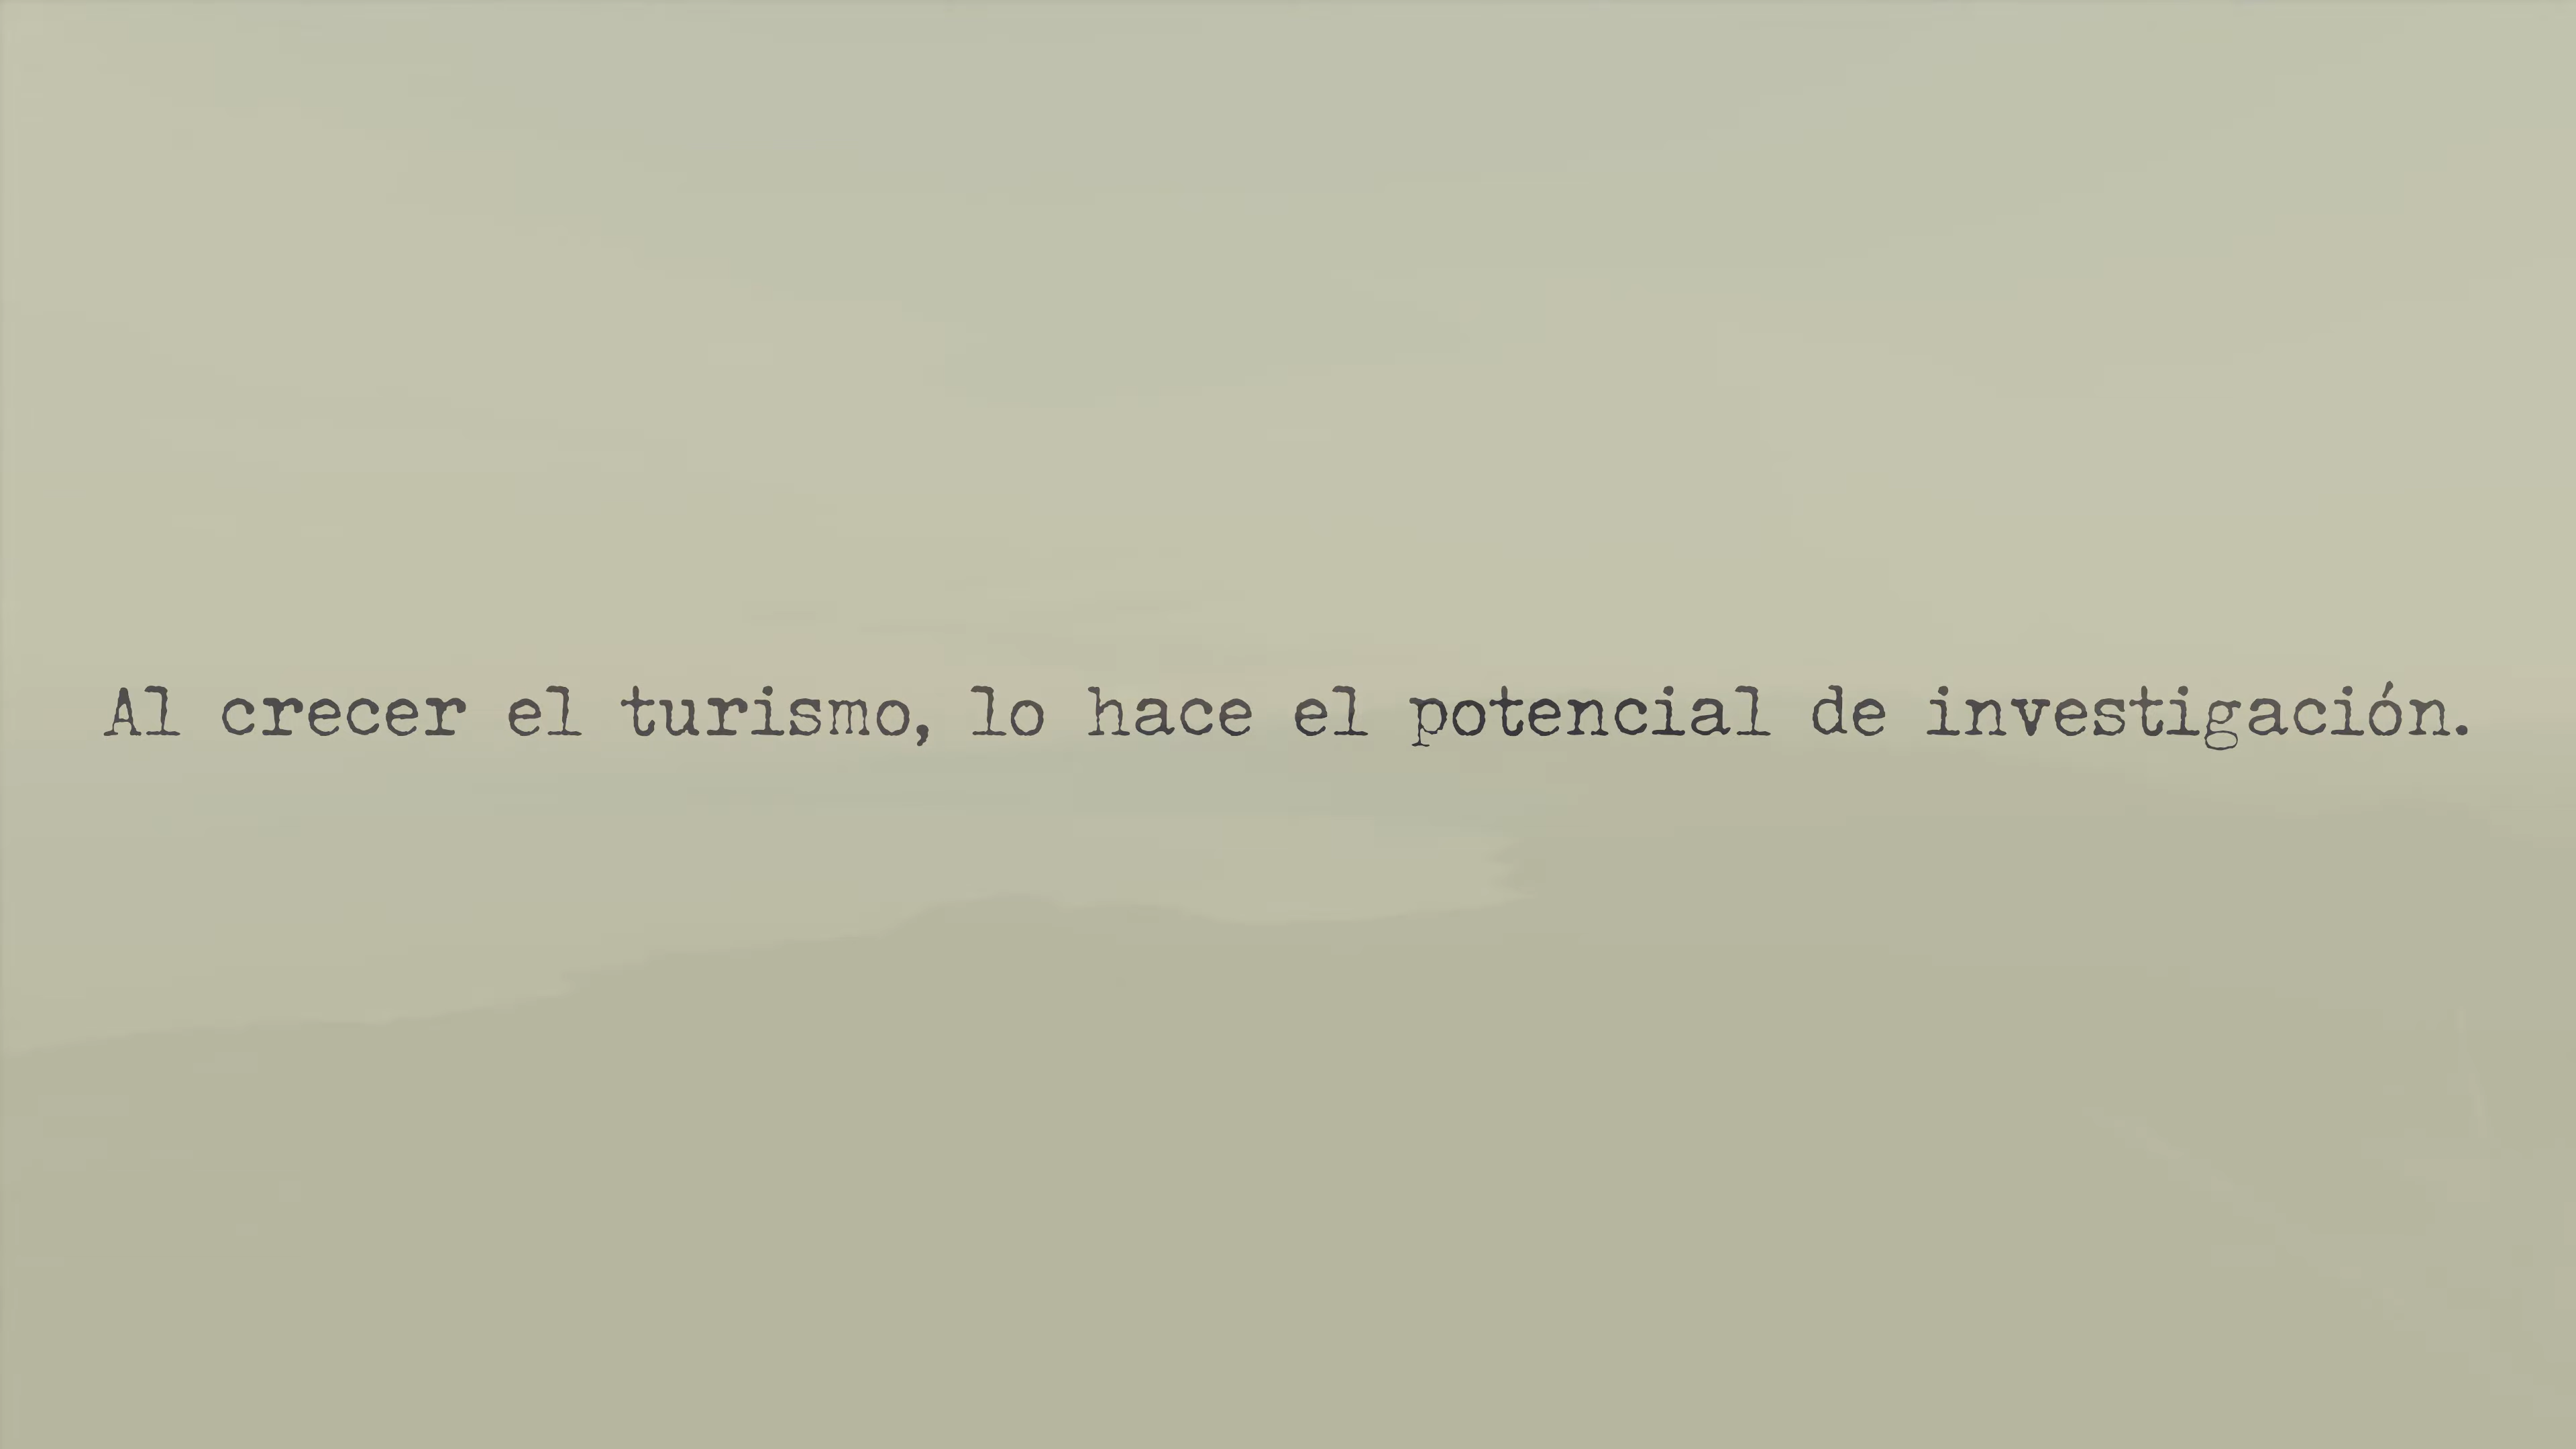 Al crecer el turismo, lo hace el potencial de investigación.